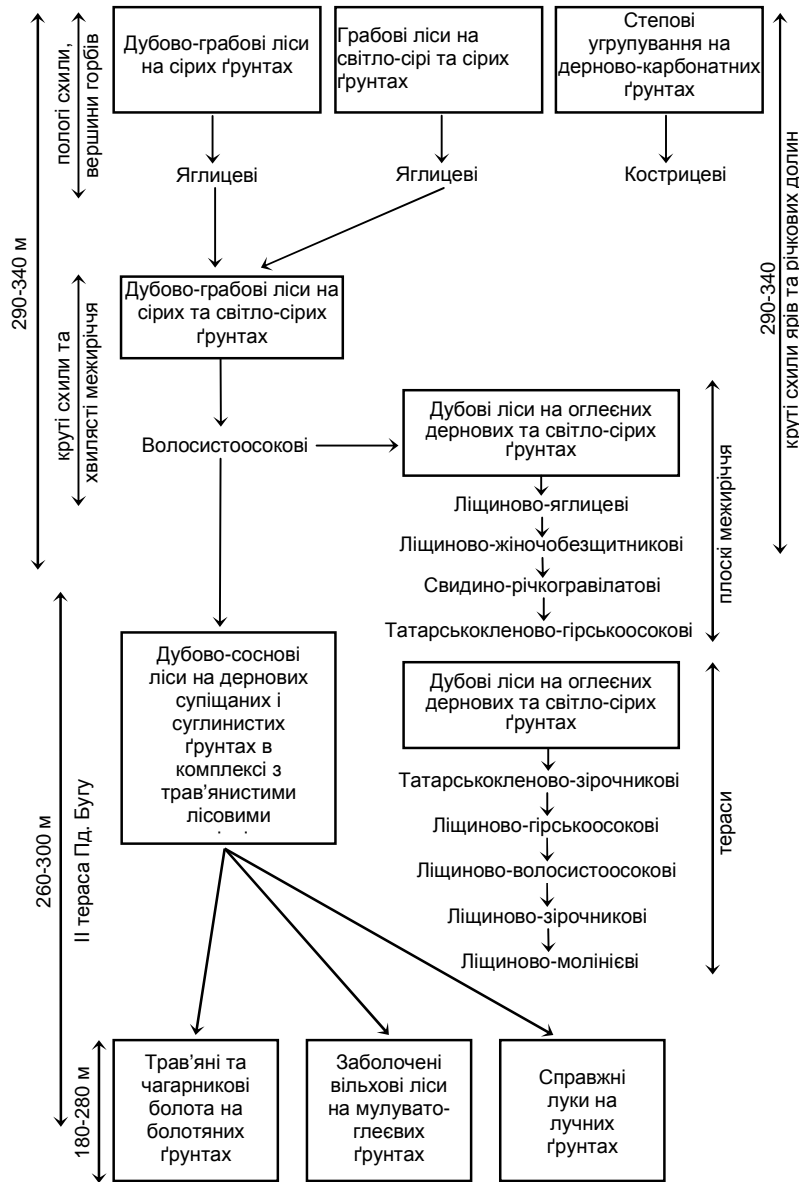 Дубово-грабові ліси
на сірих ґрунтах
Грабові ліси на
світло-сірі та сірих
ґрунтах
Степові
угрупування на
дерново-карбонатних
ґрунтах
пологі схили,
вершини горбів
Яглицеві
Яглицеві
Кострицеві
290-340 м
290-340
круті схили ярів та річкових долин
Дубово-грабові ліси на
сірих та світло-сірих
ґрунтах
круті схили та
хвилясті межиріччя
Волосистоосокові
Дубові ліси на оглеєних
дернових та світло-сірих
ґрунтах
Ліщиново-яглицеві
Ліщиново-жіночобезщитникові
Свидино-річкогравілатові
Татарськокленово-гірськоосокові
плоскі межиріччя
Дубово-соснові
ліси на дернових
супіщаних і
суглинистих
ґрунтах в
комплексі з
трав’янистими
лісовими
Дубові ліси на оглеєних
дернових та світло-сірих
ґрунтах
Татарськокленово-зірочникові
Ліщиново-гірськоосокові
Ліщиново-волосистоосокові
Ліщиново-зірочникові
Ліщиново-молінієві
тераси
260-300 м
ІІ тераса Пд. Бугу
180-280 м
Трав’яні та
чагарникові
болота на
болотяних
ґрунтах
Заболочені
вільхові ліси
на мулувато-
глеєвих
ґрунтах
Справжні
луки на
лучних
ґрунтах